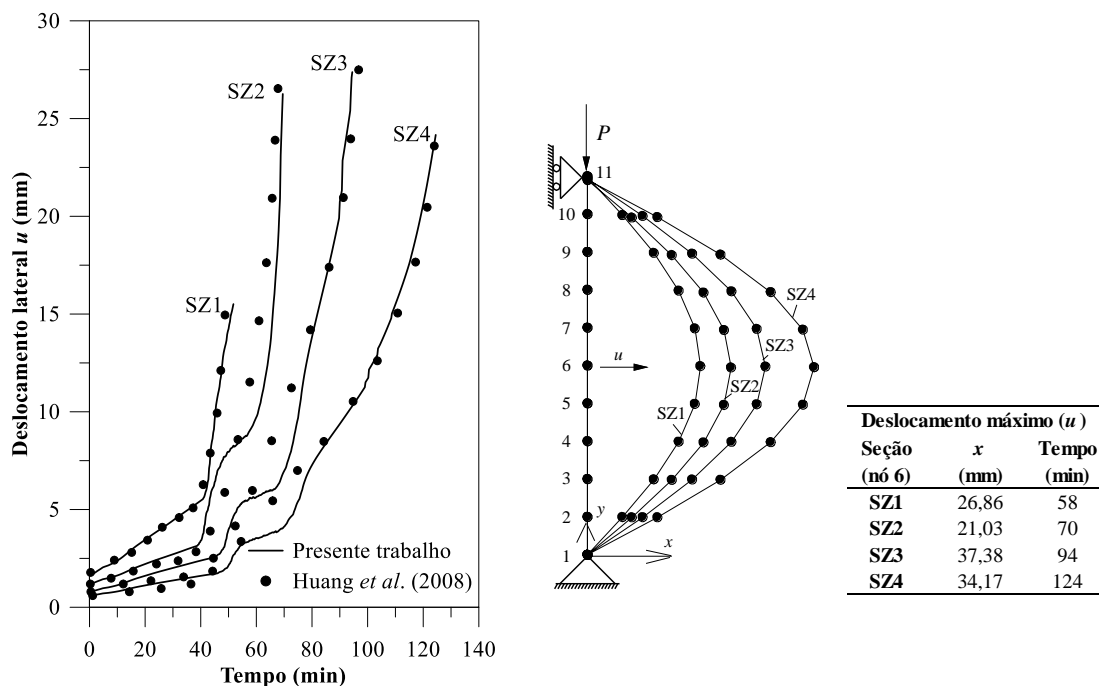 30
25
20
15
10
5
0
Deslocamento lateral u (mm)
0 20 40 60 80 100 120 140
Tempo (min)
SZ1
SZ2
SZ3
SZ4
Presente trabalho
Huang et al. (2008)
P
11
10
9
8
7
6
5
4
3
2
1
u
y
x
SZ1
SZ2
SZ3
SZ4
Deslocamento máximo (u)
Seção x Tempo
(nó 6) (mm) (min)
SZ1 26,86 58
SZ2 21,03 70
SZ3 37,38 94
SZ4 34,17 124